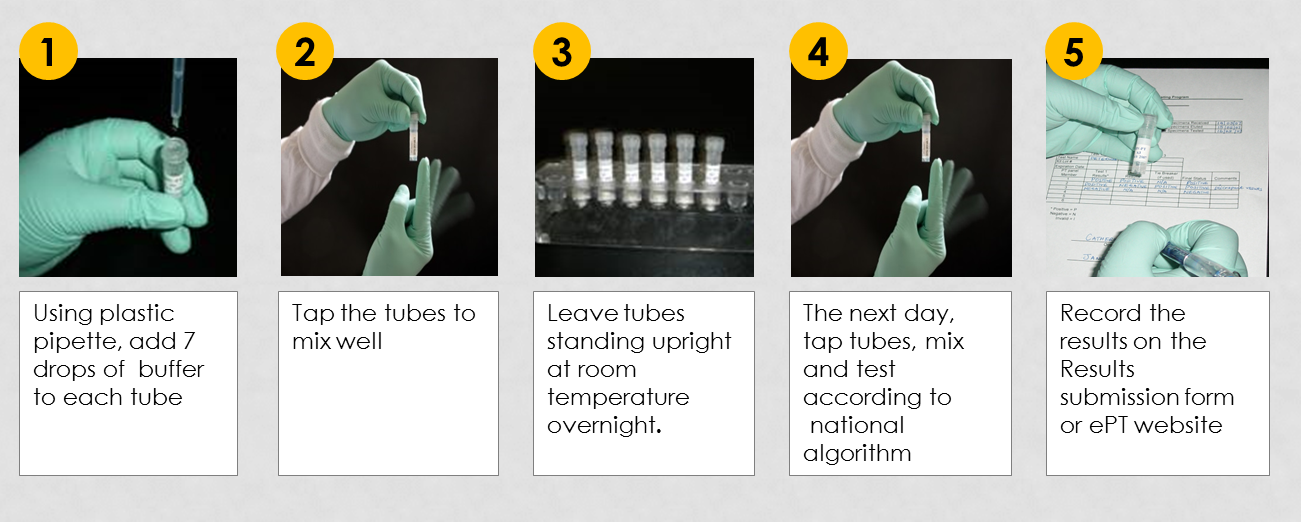 1
2
3
4
5
Using plastic
pipette, add 7
drops of buffer
to each tube
Tap the tubes to
mix well
Leave tubes
standing upright
at room
temperature
overnight.
The next day,
tap tubes, mix
and test
according to
national
algorithm
Record the
results on the
Results
submission form
or ePT website